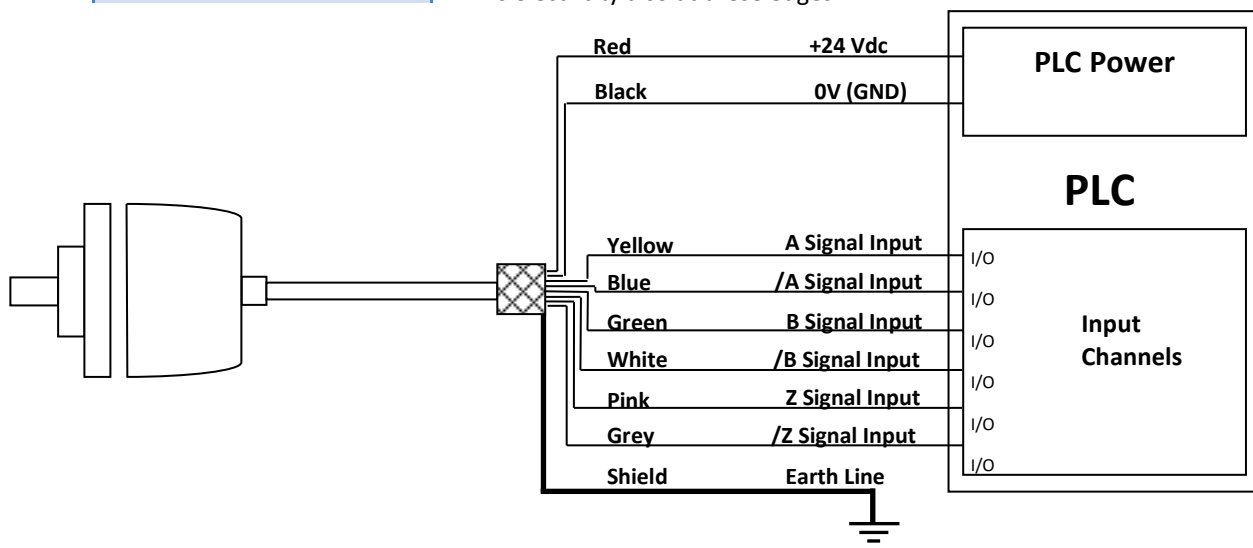 Red +24 Vdc
PLC Power
Black 0V (GND)
PLC
Yellow A Signal Input I/O
Blue /A Signal Input I/O
Green B Signal Input I/O
Input
Channels
White /B Signal Input I/O
Pink Z Signal Input I/O
Grey /Z Signal Input I/O
Shield Earth Line